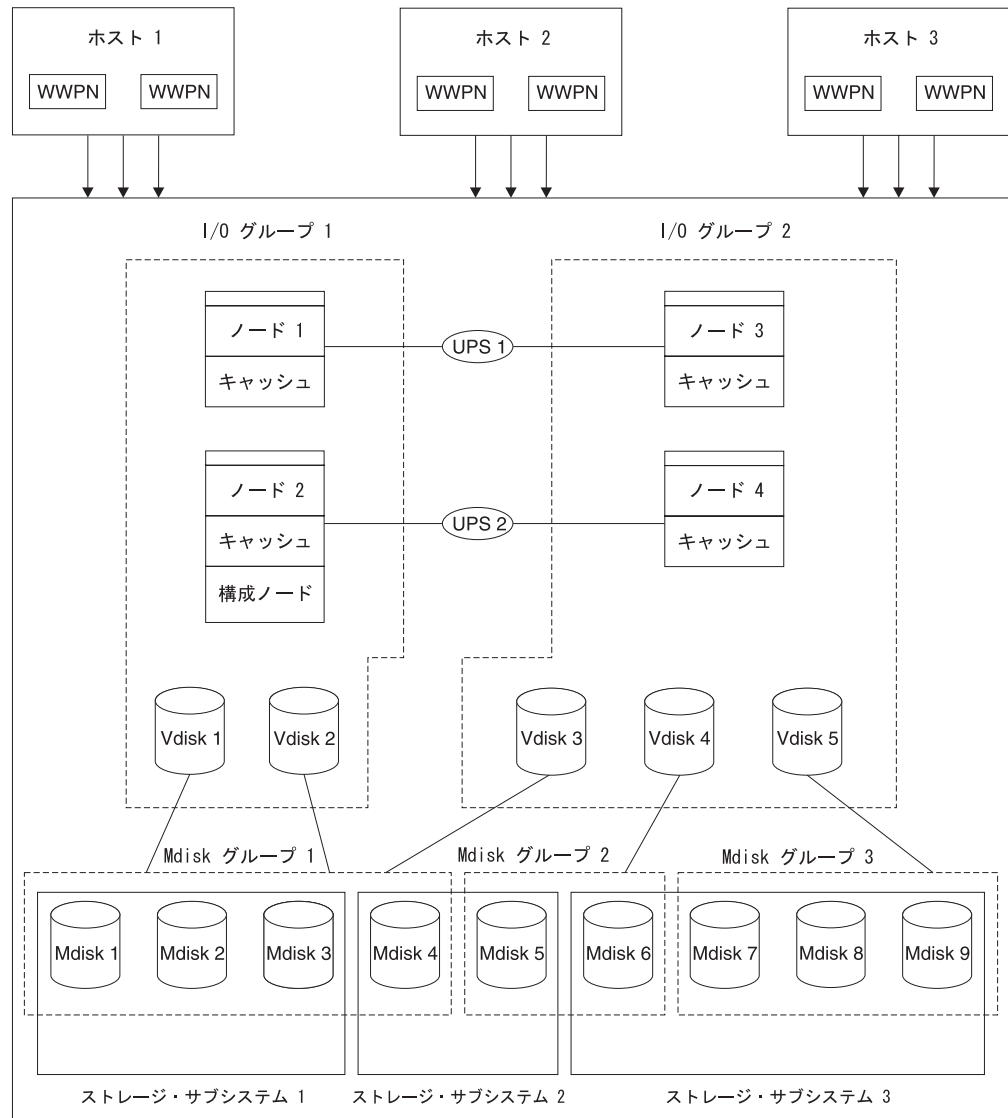 ホスト 1
WWPN WWPN
ホスト 2
WWPN WWPN
ホスト 3
WWPN WWPN
I/O グループ 1
I/O グループ 2
ノード 1
キャッシュ
UPS 1
ノード 3
キャッシュ
ノード 2
キャッシュ
構成ノード
UPS 2
ノード 4
キャッシュ
Vdisk 1
Vdisk 2
Vdisk 3
Vdisk 4
Vdisk 5
Mdisk グループ 1
Mdisk グループ 2
Mdisk グループ 3
Mdisk 1
Mdisk 2
Mdisk 3
Mdisk 4
Mdisk 5
Mdisk 6
Mdisk 7
Mdisk 8
Mdisk 9
ストレージ・サブシステム 1
ストレージ・サブシステム 2
ストレージ・サブシステム 3